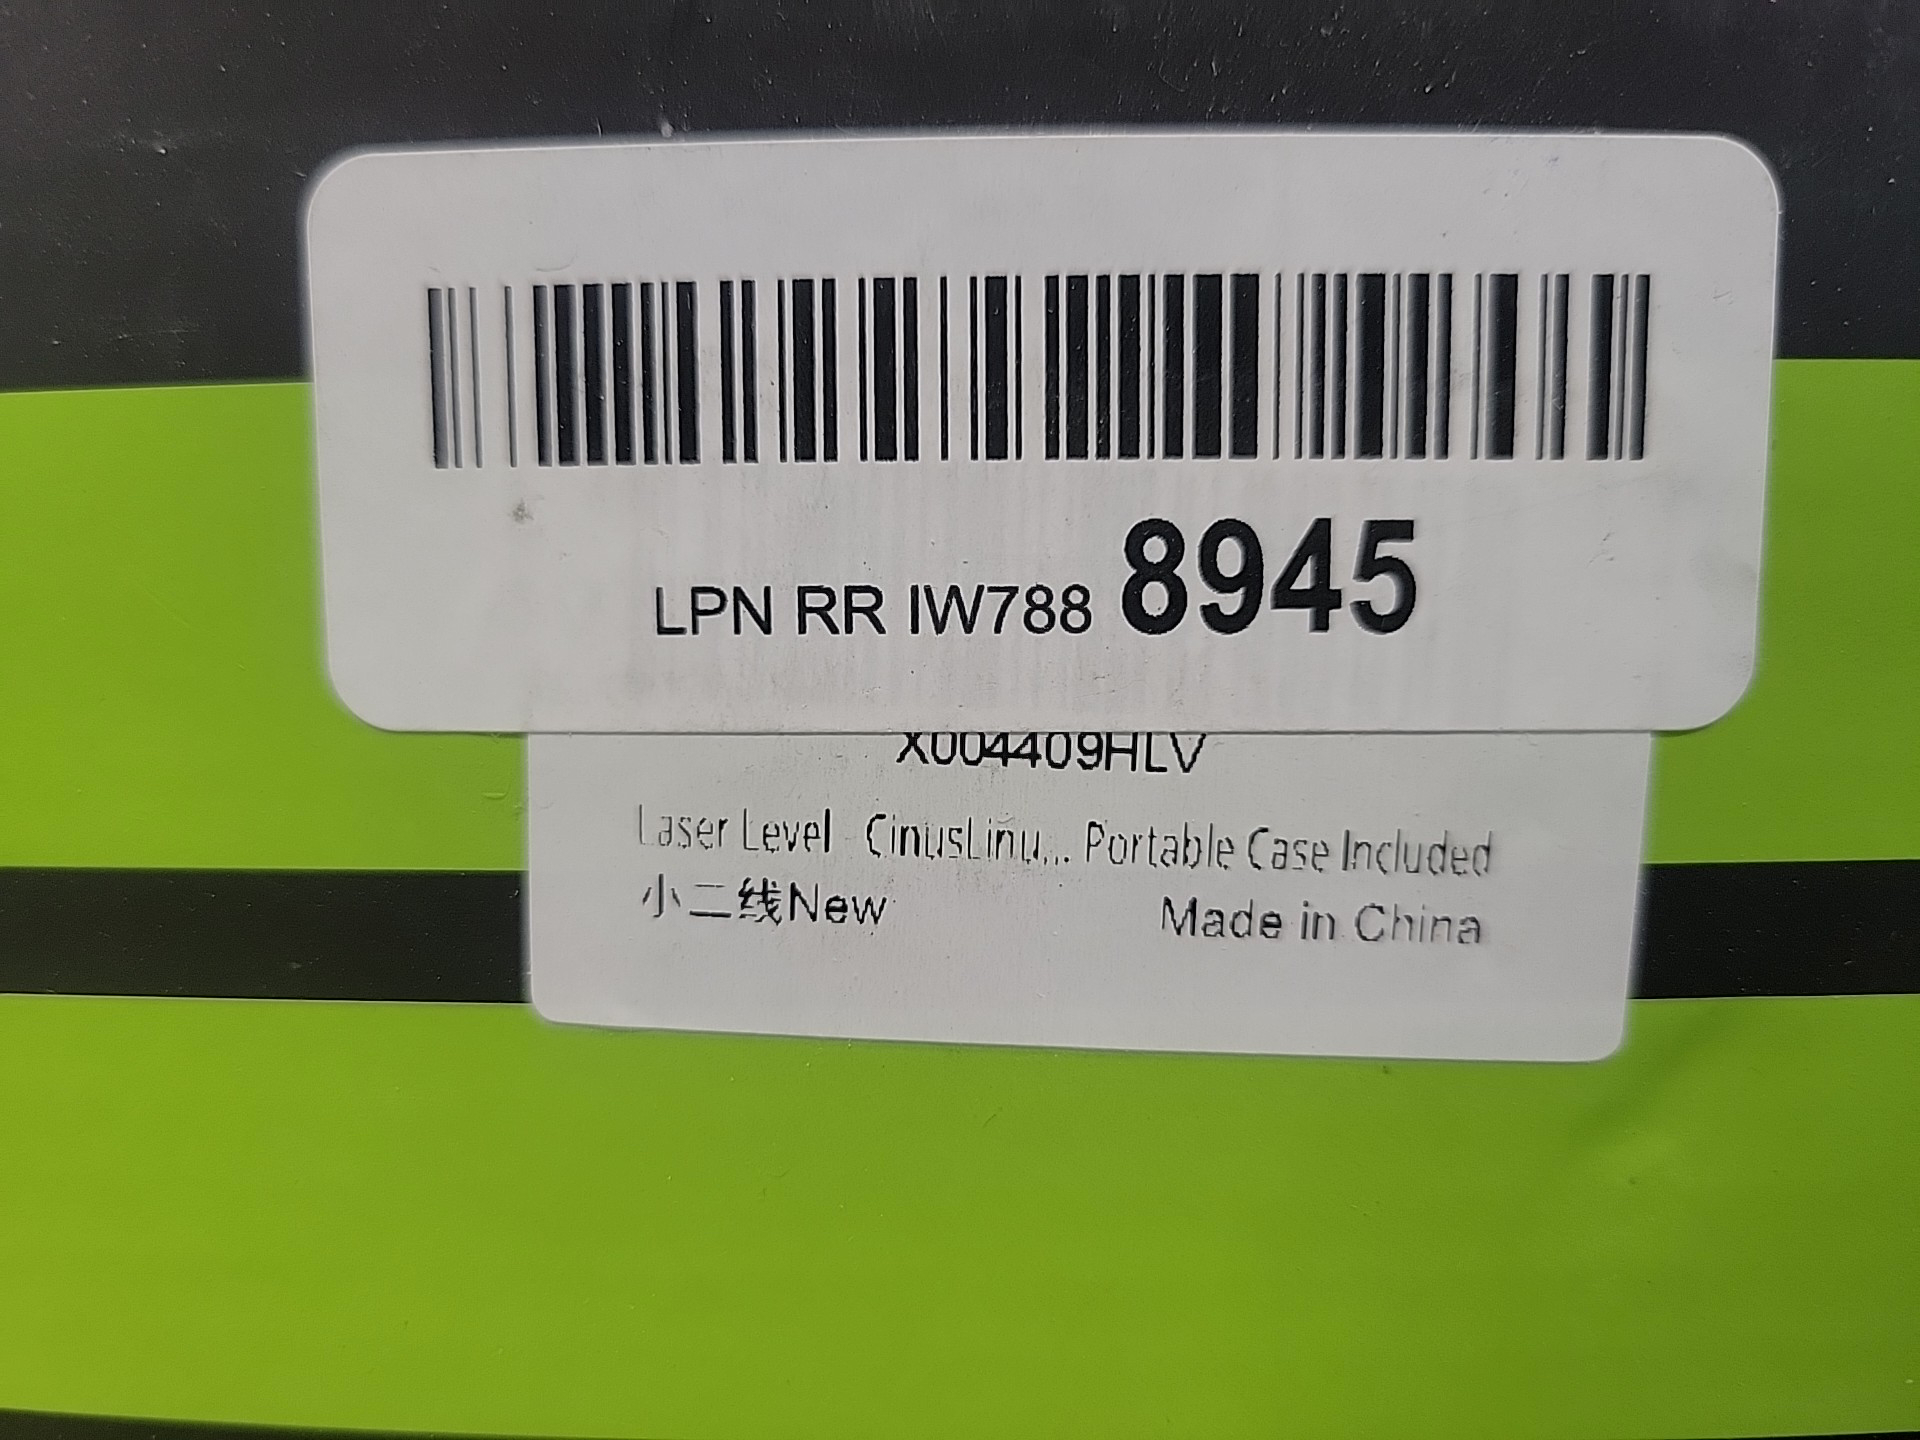 LPN RR IW788 8945
X004409HLV
Laser Level CinusLinu... Portable Case Included
小二线New Made in China